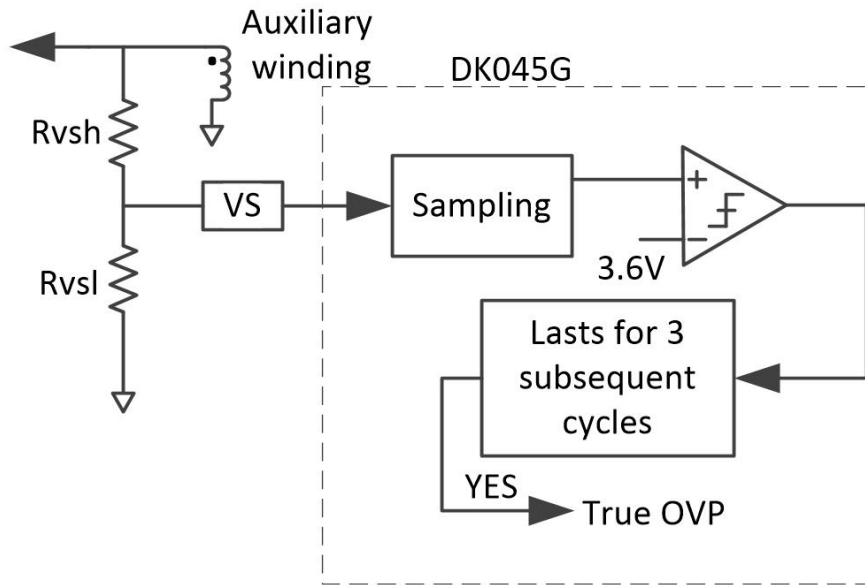 Auxiliary
winding
DK045G
Rvsh
VS
Sampling
+
−
3.6V
Rvsl
Lasts for 3
subsequent
cycles
YES
True OVP